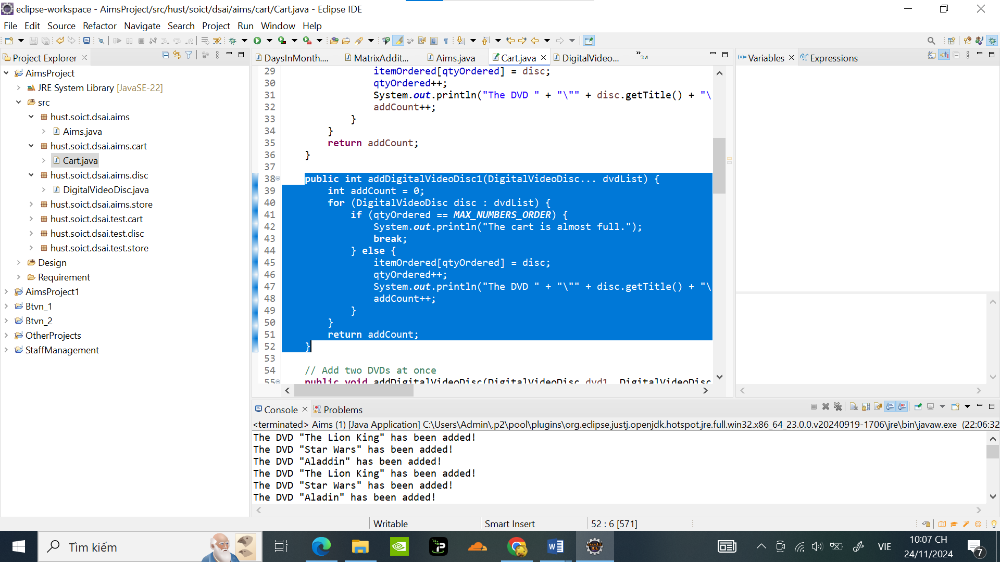 eclipse-workspace - AimsProject/src/hust/soict/dsai/aims/cart/Cart.java - Eclipse IDE
File Edit Source Refactor Navigate Search Project Run Window Help
Project Explorer
AimsProject
JRE System Library [JavaSE-22]
src
hust.soict.dsai.aims
Aims.java
hust.soict.dsai.aims.cart
Cart.java
hust.soict.dsai.aims.disc
DigitalVideoDisc.java
hust.soict.dsai.aims.store
hust.soict.dsai.test.cart
hust.soict.dsai.test.disc
hust.soict.dsai.test.store
Design
Requirement
AimsProject1
Btvn_1
Btvn_2
OtherProjects
StaffManagement
DaysInMonth.... MatrixAddit... Aims.java Cart.java DigitalVideo... »34
29 itemOrdered[qtyOrdered] = disc;
30 qtyOrdered++;
31 System.out.println("The DVD " + "\"" + disc.getTitle() + "\
32 addCount++;
33 }
34 }
35 return addCount;
36 }
37
38 public int addDigitalVideoDisc1(DigitalVideoDisc... dvdList) {
39 int addCount = 0;
40 for (DigitalVideoDisc disc : dvdList) {
41 if (qtyOrdered == MAX_NUMBERS_ORDER) {
42 System.out.println("The cart is almost full.");
43 break;
44 } else {
45 itemOrdered[qtyOrdered] = disc;
46 qtyOrdered++;
47 System.out.println("The DVD " + "\"" + disc.getTitle() + "\
48 addCount++;
49 }
50 }
51 return addCount;
52 }
53
54 // Add two DVDs at once
55 public void addDigitalVideoDisc(DigitalVideoDisc dvd1, DigitalVideoDisc
Variables Expressions
Console Problems
<terminated> Aims (1) [Java Application] C:\Users\Admin\.p2\pool\plugins\org.eclipse.justj.openjdk.hotspot.jre.full.win32.x86_64_23.0.0.v20240919-1706\jre\bin\javaw.exe (22:06:32
The DVD "The Lion King" has been added!
The DVD "Star Wars" has been added!
The DVD "Aladdin" has been added!
The DVD "The Lion King" has been added!
The DVD "Star Wars" has been added!
The DVD "Aladin" has been added!
Writable Smart Insert 52 : 6 [571]
Tìm kiếm
VIE
10:07 CH
24/11/2024
7